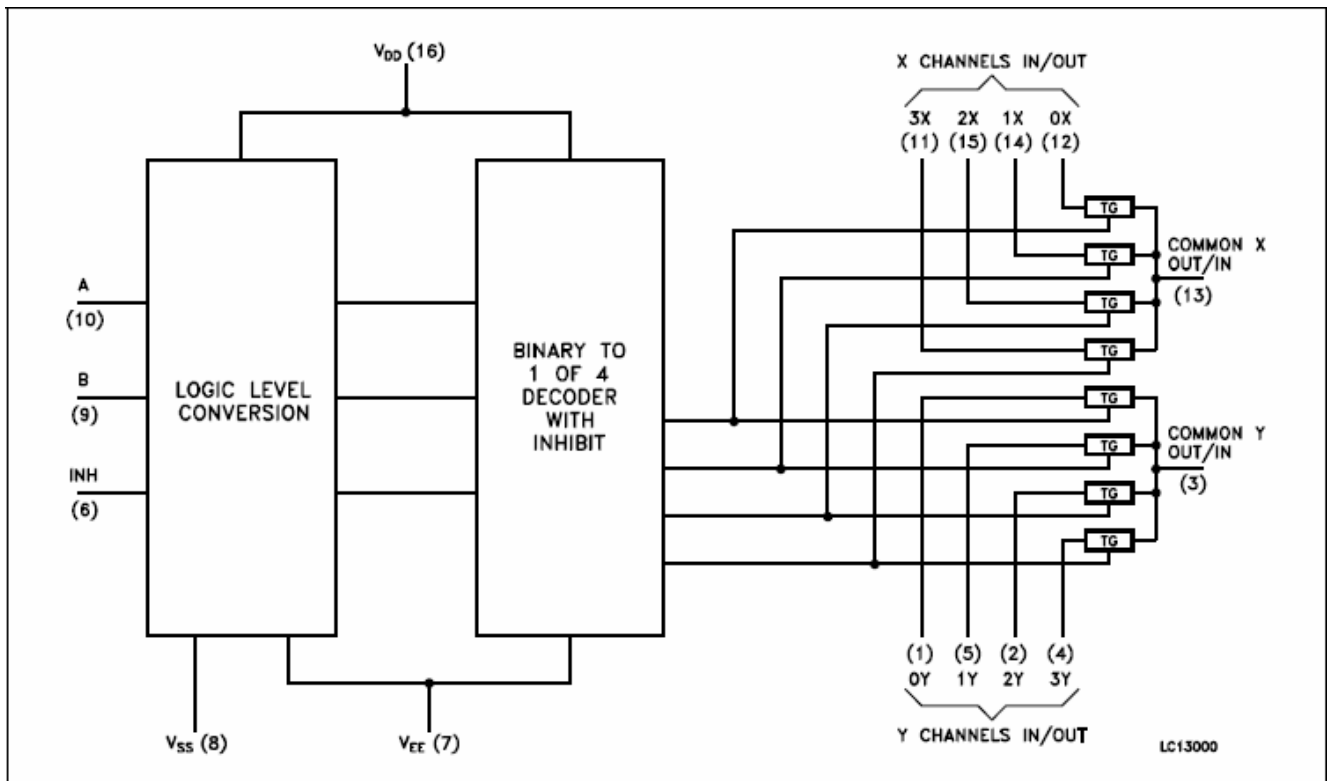 V_DD (16)
X CHANNELS IN/OUT
3X 2X 1X 0X
(11) (15) (14) (12)
TG
TG
TG
TG
COMMON X
OUT/IN
(13)
A
(10)
B
(9)
INH
(6)
LOGIC LEVEL
CONVERSION
BINARY TO
1 OF 4
DECODER
WITH
INHIBIT
TG
TG
TG
TG
COMMON Y
OUT/IN
(3)
(1) (5) (2) (4)
0Y 1Y 2Y 3Y
Y CHANNELS IN/OUT
V_SS (8)
V_EE (7)
LC13000